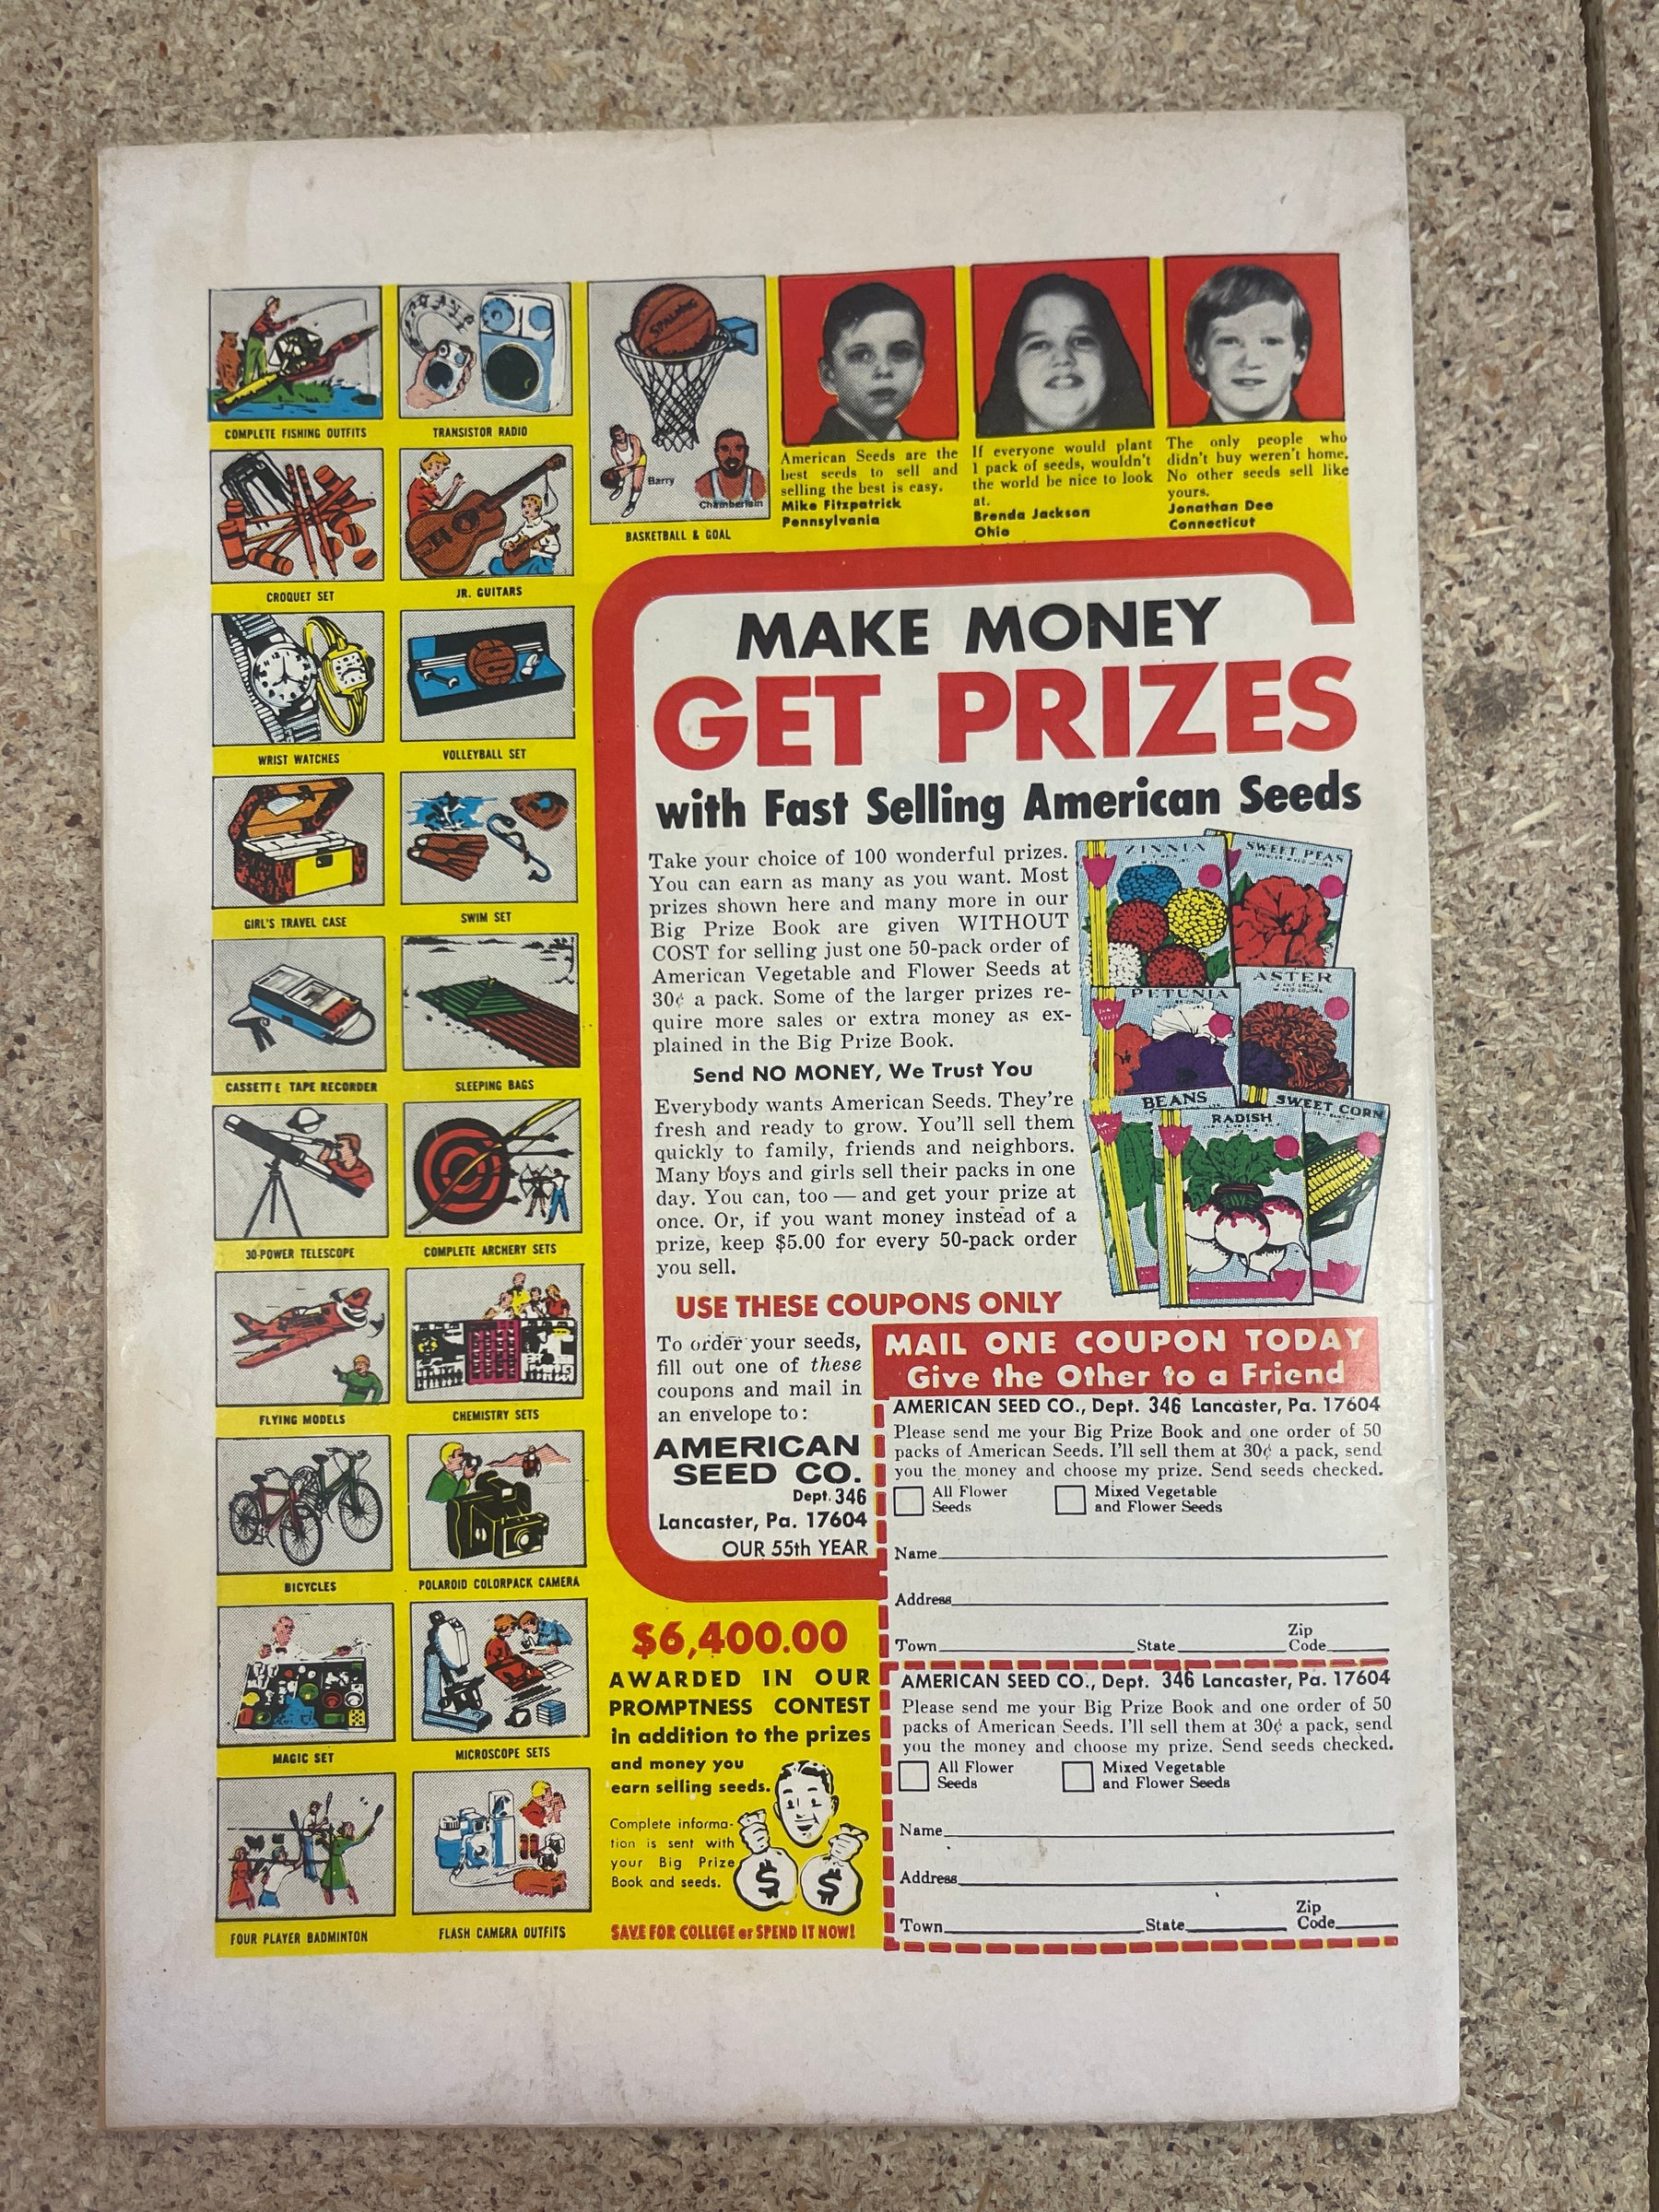 COMPLETE FISHING OUTFITS
TRANSISTOR RADIO
CROQUET SET
JR. GUITARS
WRIST WATCHES
VOLLEYBALL SET
GIRL'S TRAVEL CASE
SWIM SET
CASSETTE TAPE RECORDER
SLEEPING BAGS
30-POWER TELESCOPE
COMPLETE ARCHERY SETS
FLYING MODELS
CHEMISTRY SETS
BICYCLES
POLAROID COLORPACK CAMERA
MAGIC SET
MICROSCOPE SETS
FOUR PLAYER BADMINTON
FLASH CAMERA OUTFITS
SPALDING
Barry
Chamberlain
BASKETBALL & GOAL
American Seeds are the
best seeds to sell and
selling the best is easy.
Mike Fitzpatrick
Pennsylvania
If everyone would plant
1 pack of seeds, wouldn't
the world be nice to look
at.
Brenda Jackson
Ohio
The only people who
didn't buy weren't home.
No other seeds sell like
yours.
Jonathan Dee
Connecticut
MAKE MONEY
GET PRIZES
with Fast Selling American Seeds
Take your choice of 100 wonderful prizes.
You can earn as many as you want. Most
prizes shown here and many more in our
Big Prize Book are given WITHOUT
COST for selling just one 50-pack order of
American Vegetable and Flower Seeds at
30¢ a pack. Some of the larger prizes re-
quire more sales or extra money as ex-
plained in the Big Prize Book.
Send NO MONEY, We Trust You
Everybody wants American Seeds. They're
fresh and ready to grow. You'll sell them
quickly to family, friends and neighbors.
Many boys and girls sell their packs in one
day. You can, too — and get your prize at
once. Or, if you want money instead of a
prize, keep $5.00 for every 50-pack order
you sell.
ZINNIA
SWEET PEAS
PETUNIA
ASTER
BEANS
RADISH
SWEET CORN
USE THESE COUPONS ONLY
To order your seeds,
fill out one of these
coupons and mail in
an envelope to:
AMERICAN
SEED CO.
Dept. 346
Lancaster, Pa. 17604
OUR 55th YEAR
MAIL ONE COUPON TODAY
Give the Other to a Friend
AMERICAN SEED CO., Dept. 346 Lancaster, Pa. 17604
Please send me your Big Prize Book and one order of 50
packs of American Seeds. I'll sell them at 30¢ a pack, send
you the money and choose my prize. Send seeds checked.
All Flower Seeds
Mixed Vegetable and Flower Seeds
Name
Address
Town State Zip Code
AMERICAN SEED CO., Dept. 346 Lancaster, Pa. 17604
Please send me your Big Prize Book and one order of 50
packs of American Seeds. I'll sell them at 30¢ a pack, send
you the money and choose my prize. Send seeds checked.
All Flower Seeds
Mixed Vegetable and Flower Seeds
Name
Address
Town State Zip Code
$6,400.00
AWARDED IN OUR
PROMPTNESS CONTEST
in addition to the prizes
and money you
earn selling seeds.
Complete informa-
tion is sent with
your Big Prize
Book and seeds.
$ $
SAVE FOR COLLEGE or SPEND IT NOW!